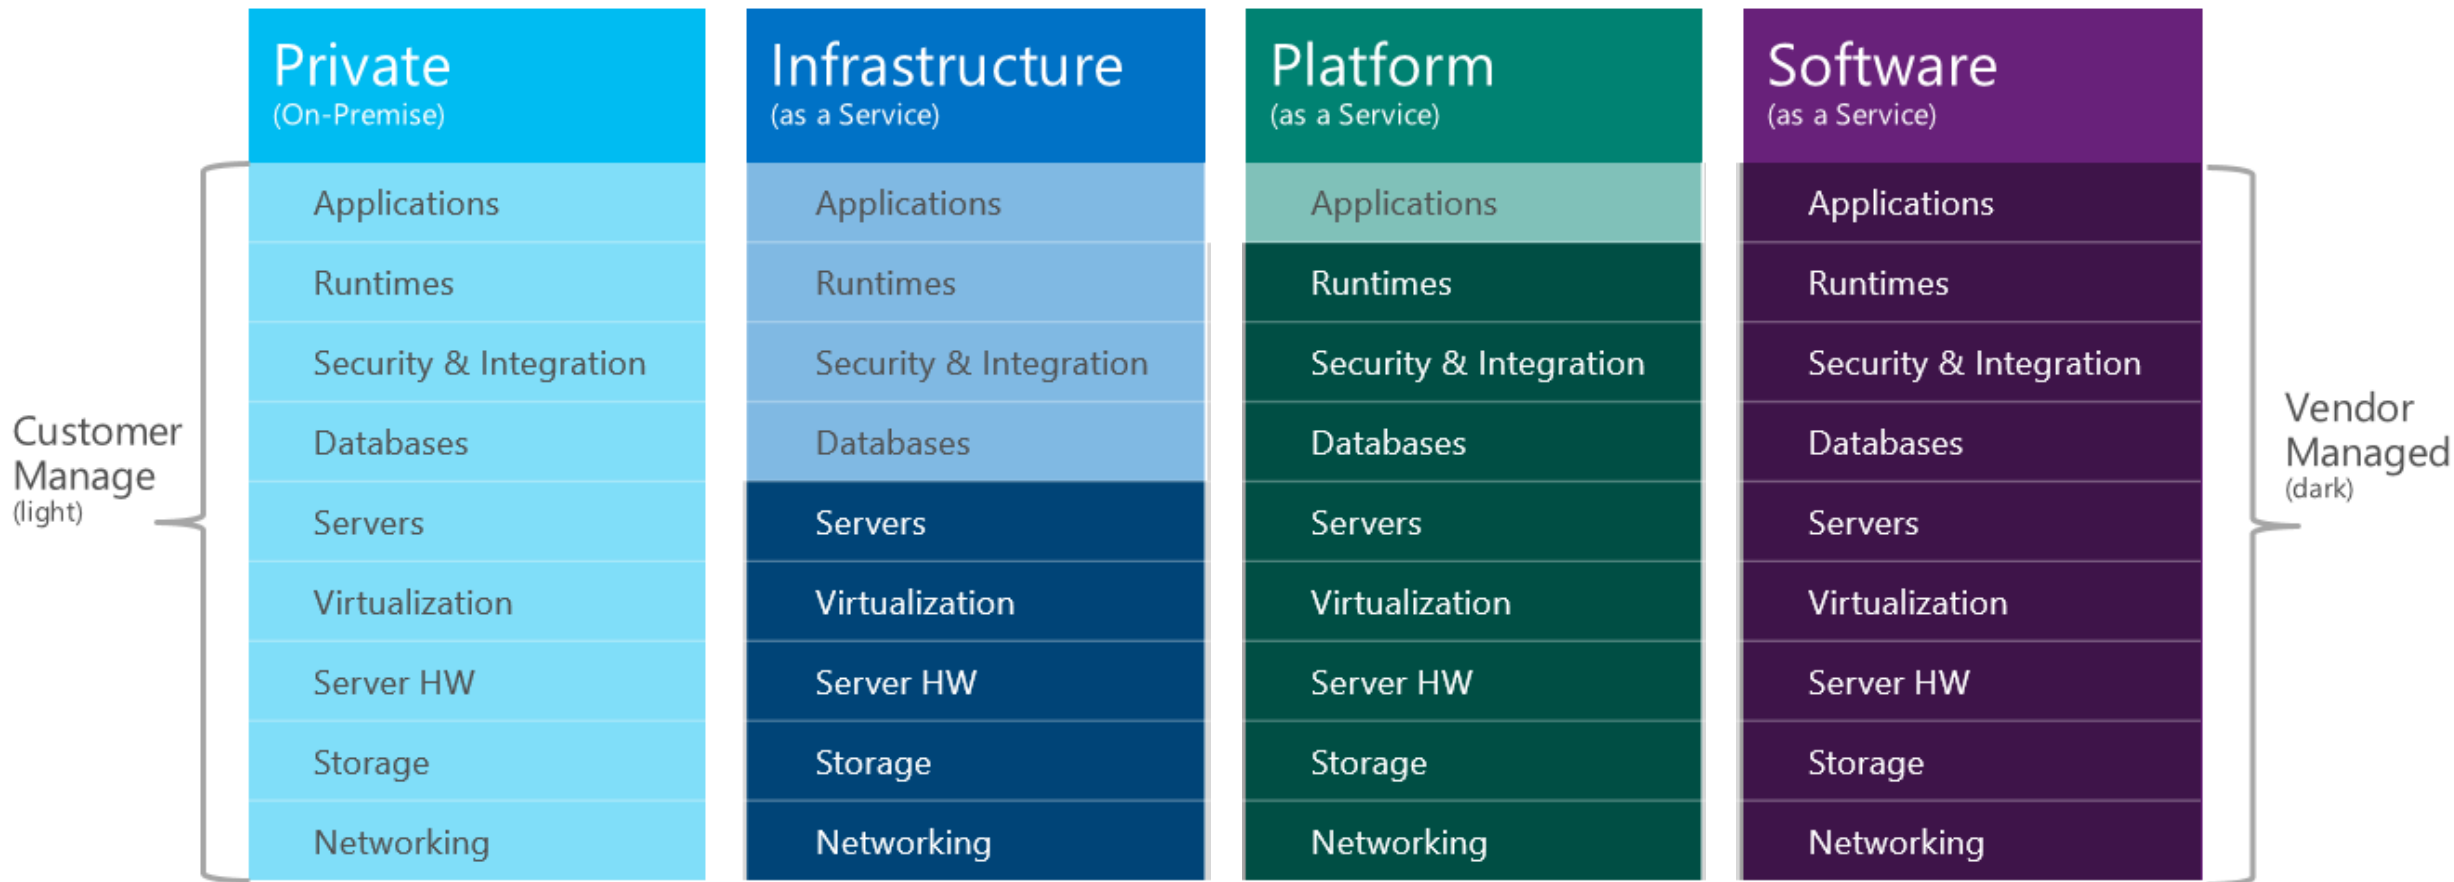 Private
(On-Premise)
Applications
Runtimes
Security & Integration
Databases
Servers
Virtualization
Server HW
Storage
Networking
Infrastructure
(as a Service)
Applications
Runtimes
Security & Integration
Databases
Servers
Virtualization
Server HW
Storage
Networking
Platform
(as a Service)
Applications
Runtimes
Security & Integration
Databases
Servers
Virtualization
Server HW
Storage
Networking
Software
(as a Service)
Applications
Runtimes
Security & Integration
Databases
Servers
Virtualization
Server HW
Storage
Networking
Customer
Manage
(light)
Vendor
Managed
(dark)